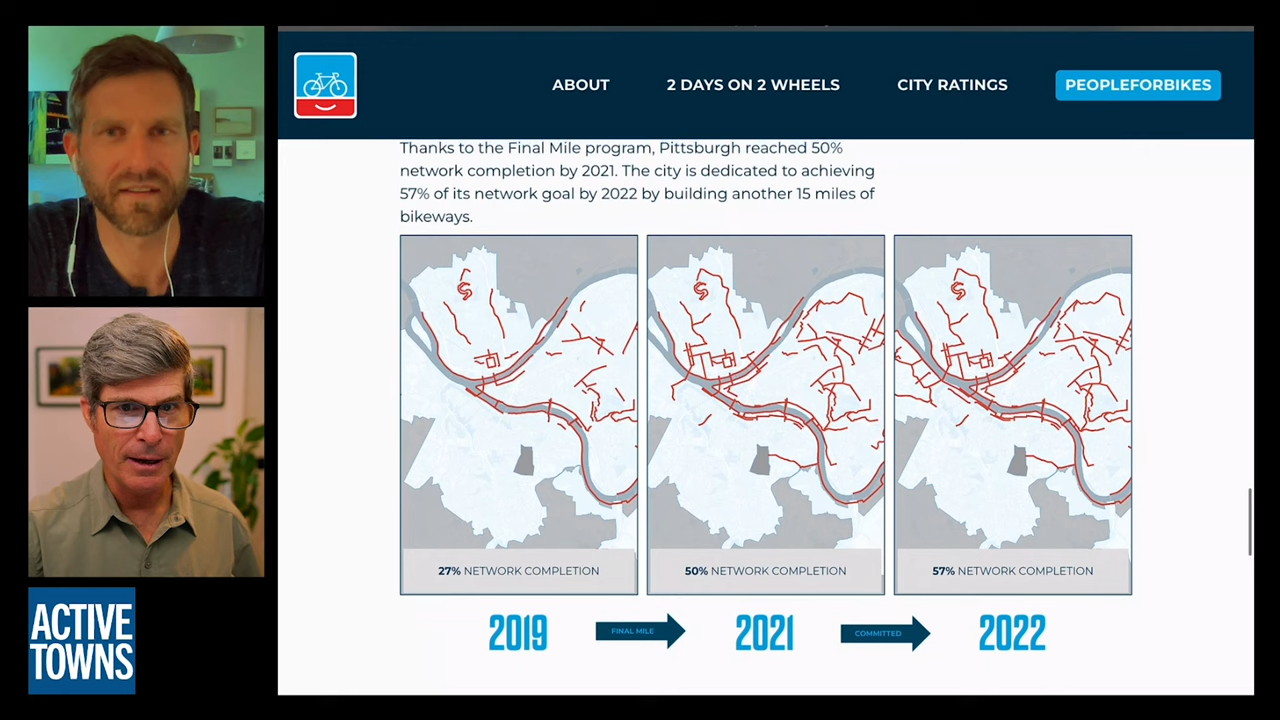 ABOUT
2 DAYS ON 2 WHEELS
CITY RATINGS
PEOPLEFORBIKES
Thanks to the Final Mile program, Pittsburgh reached 50%
network completion by 2021. The city is dedicated to achieving
57% of its network goal by 2022 by building another 15 miles of
bikeways.
27% NETWORK COMPLETION
50% NETWORK COMPLETION
57% NETWORK COMPLETION
2019
FINAL MILE
2021
COMMITTED
2022
ACTIVE
TOWNS